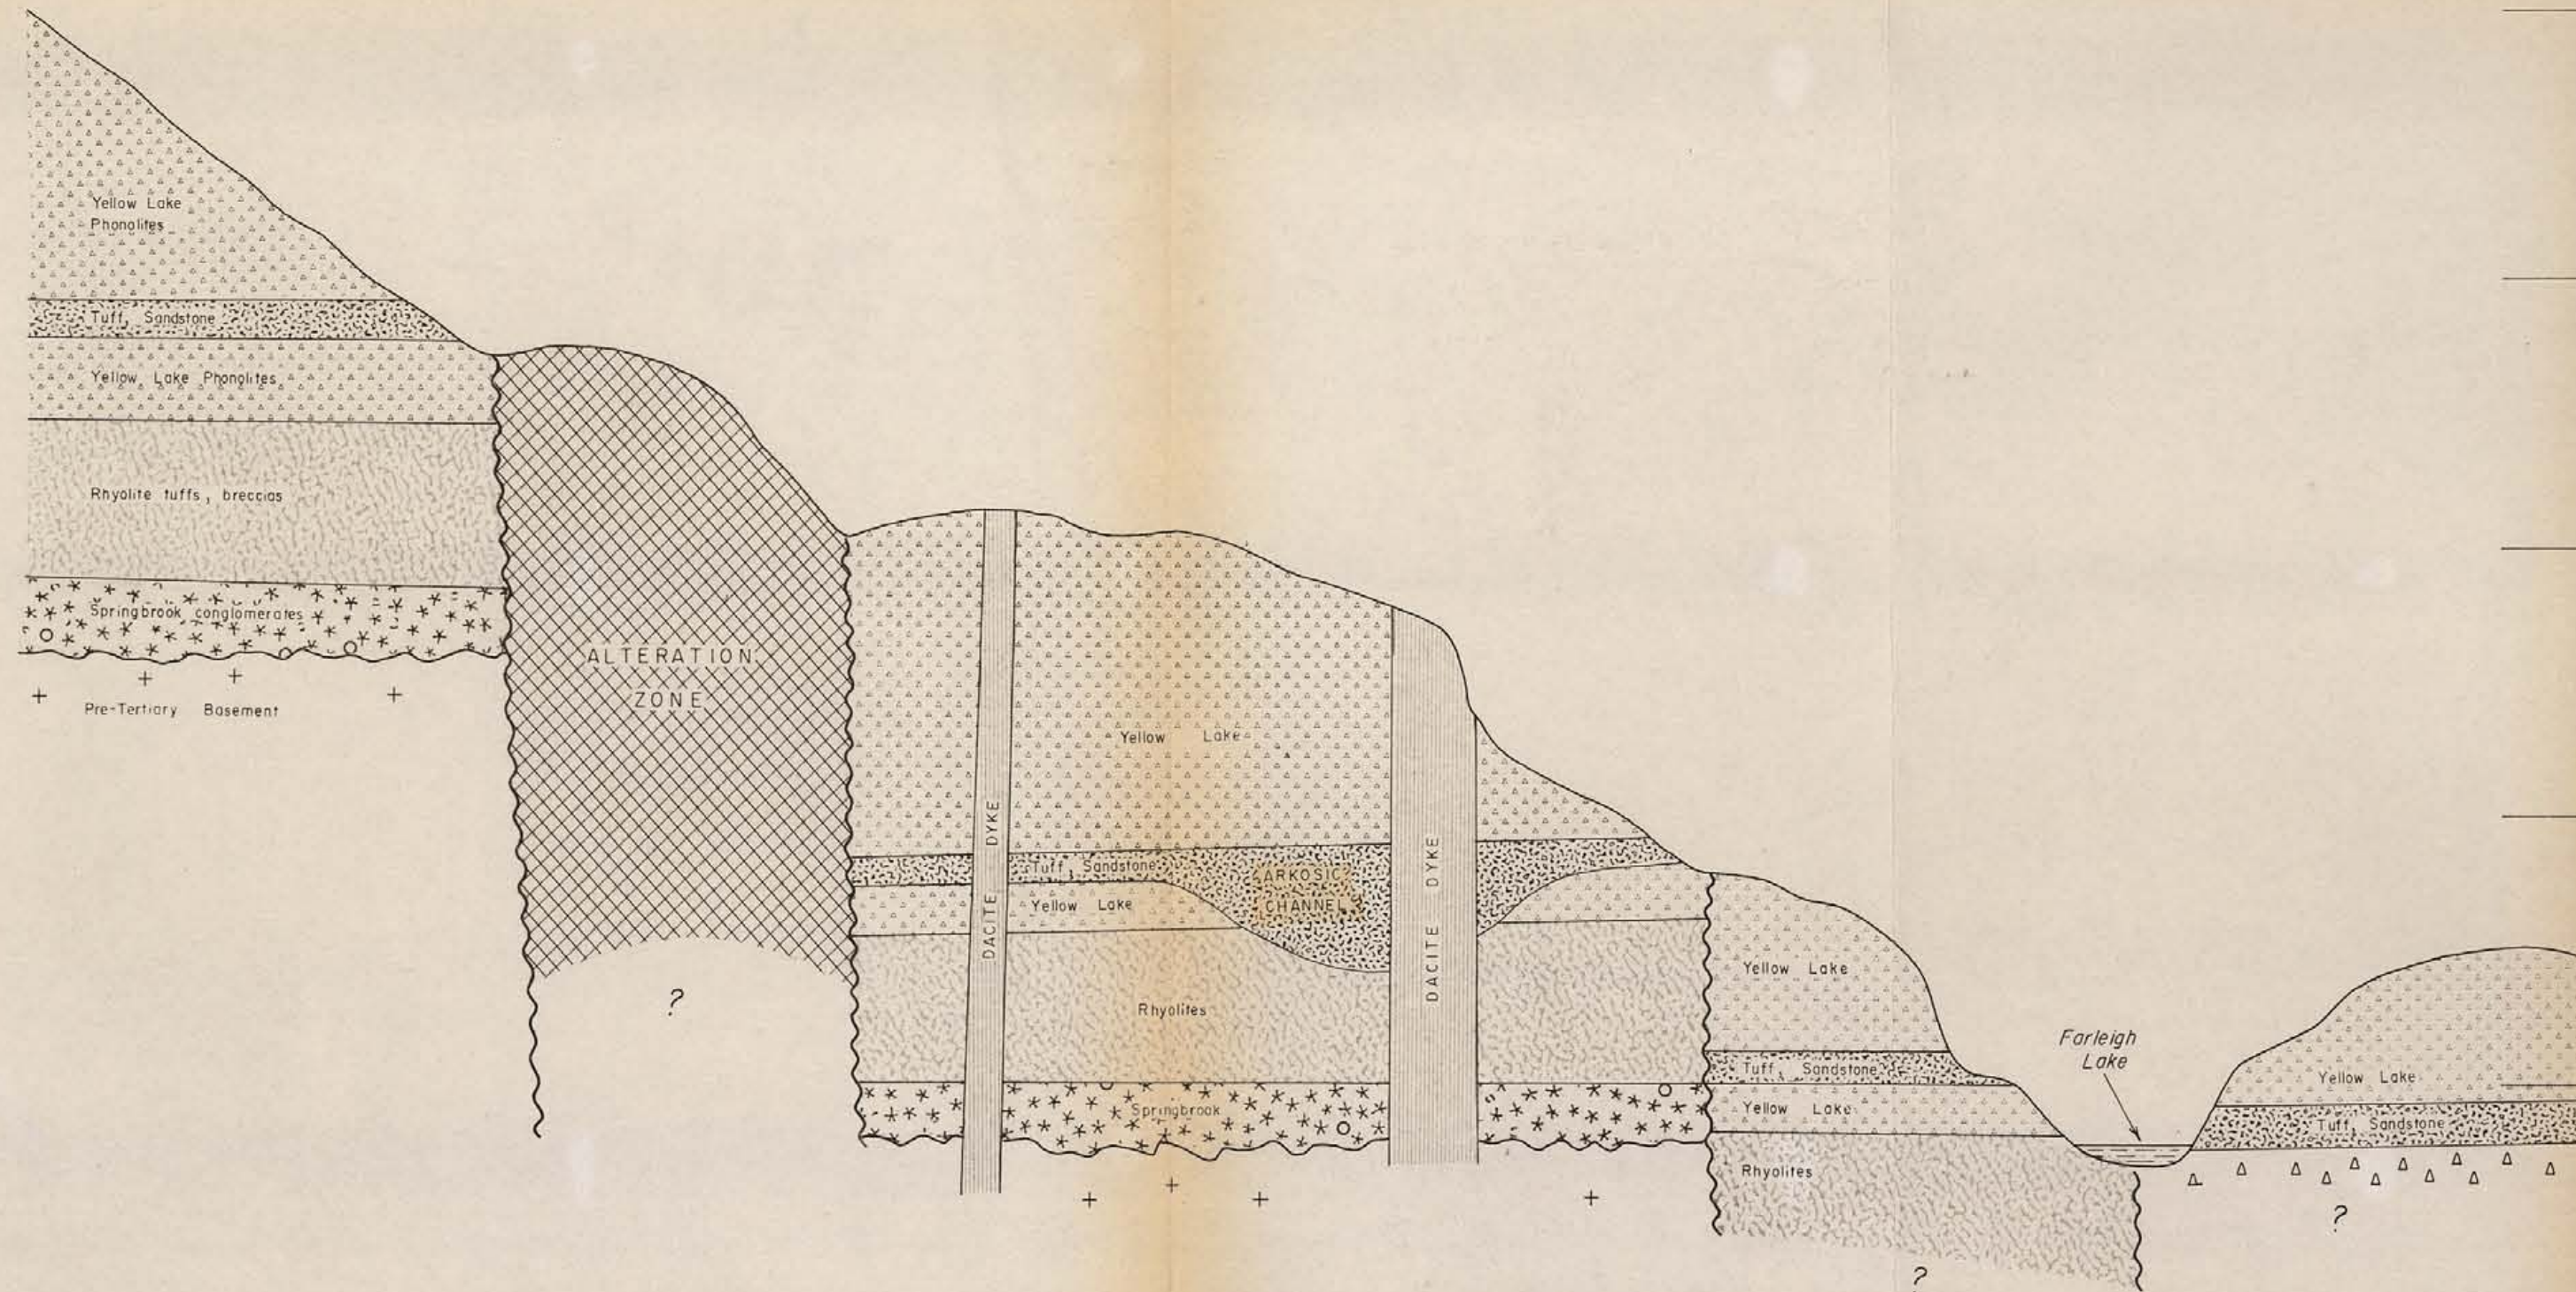 Yellow Lake
Phonolites
Tuff, Sandstone
Yellow Lake Phonolites
Rhyolite tuffs, breccias
Springbrook conglomerates
Pre-Tertiary Basement
ALTERATION
ZONE
?
DACITE DYKE
Yellow Lake
Tuff, Sandstone
ARKOSIC
CHANNEL
Yellow Lake
Rhyolites
Springbrook
DACITE DYKE
Yellow Lake
Tuff, Sandstone
Yellow Lake
Rhyolites
?
Farleigh
Lake
Yellow Lake
Tuff, Sandstone
?